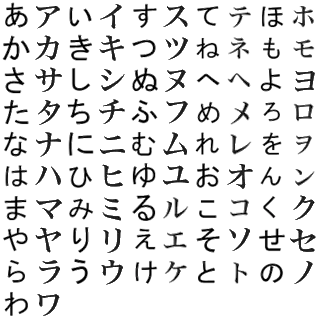 あアいイすスてテほホ
かカきキつツねネもモ
さサしシぬヌへヘよヨ
たタちチふフめメろロ
なナにニむムれレをヲ
はハひヒゆユおオんン
まマみミるルこコくク
やヤりリえエそソせセ
らラうウけケとトのノ
わワ